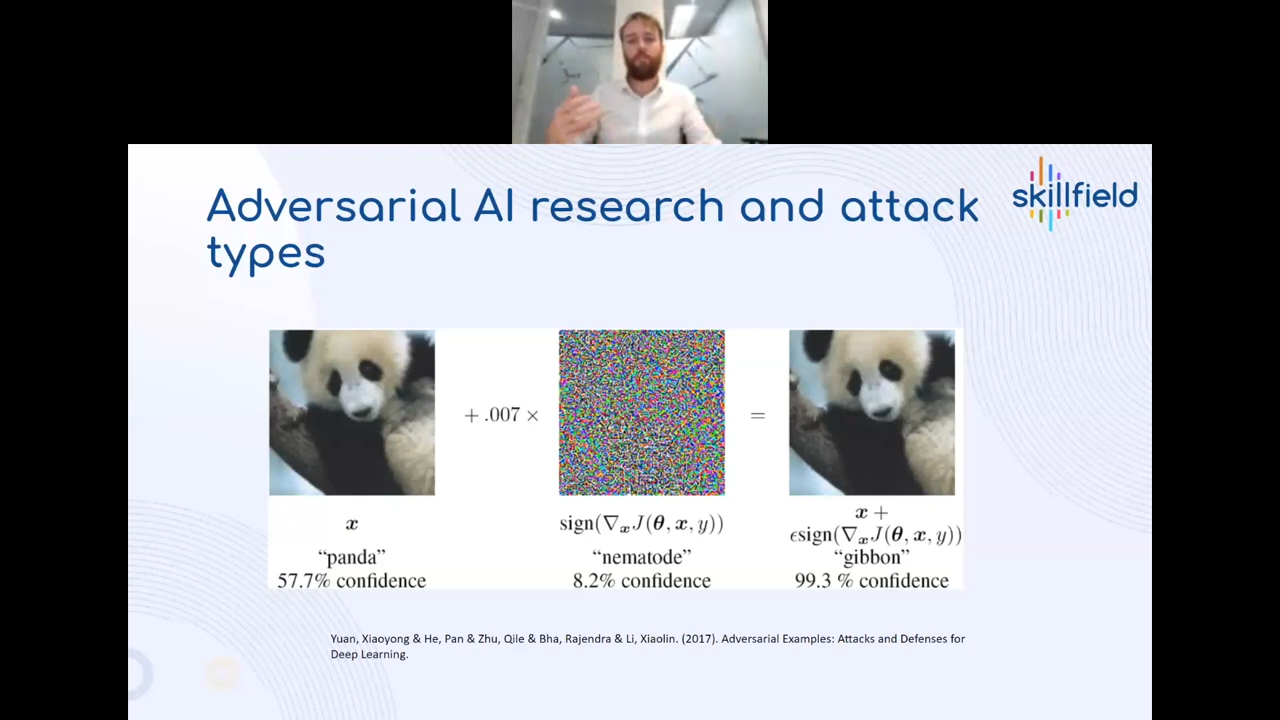 Adversarial AI research and attack
types
skillfield
+ .007 ×
=
x
sign(∇ₓJ(θ, x, y))
x +
ϵsign(∇ₓJ(θ, x, y))
“panda”
“nematode”
“gibbon”
57.7% confidence
8.2% confidence
99.3 % confidence
Yuan, Xiaoyong & He, Pan & Zhu, Qile & Bha, Rajendra & Li, Xiaolin. (2017). Adversarial Examples: Attacks and Defenses for
Deep Learning.